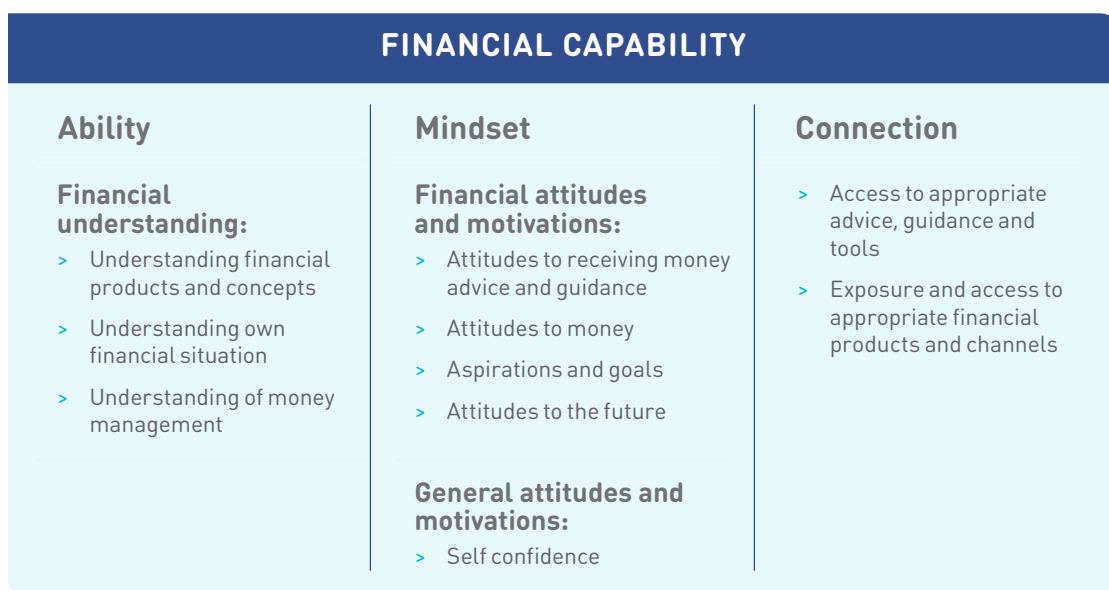 FINANCIAL CAPABILITY
Ability
Financial
understanding:
> Understanding financial
products and concepts
> Understanding own
financial situation
> Understanding of money
management
Mindset
Financial attitudes
and motivations:
> Attitudes to receiving money
advice and guidance
> Attitudes to money
> Aspirations and goals
> Attitudes to the future
General attitudes and
motivations:
> Self confidence
Connection
> Access to appropriate
advice, guidance and
tools
> Exposure and access to
appropriate financial
products and channels